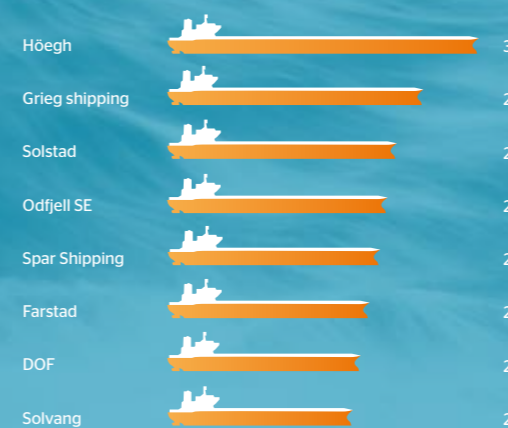 Höegh
Grieg shipping
Solstad
Odfjell SE
Spar Shipping
Farstad
DOF
Solvang